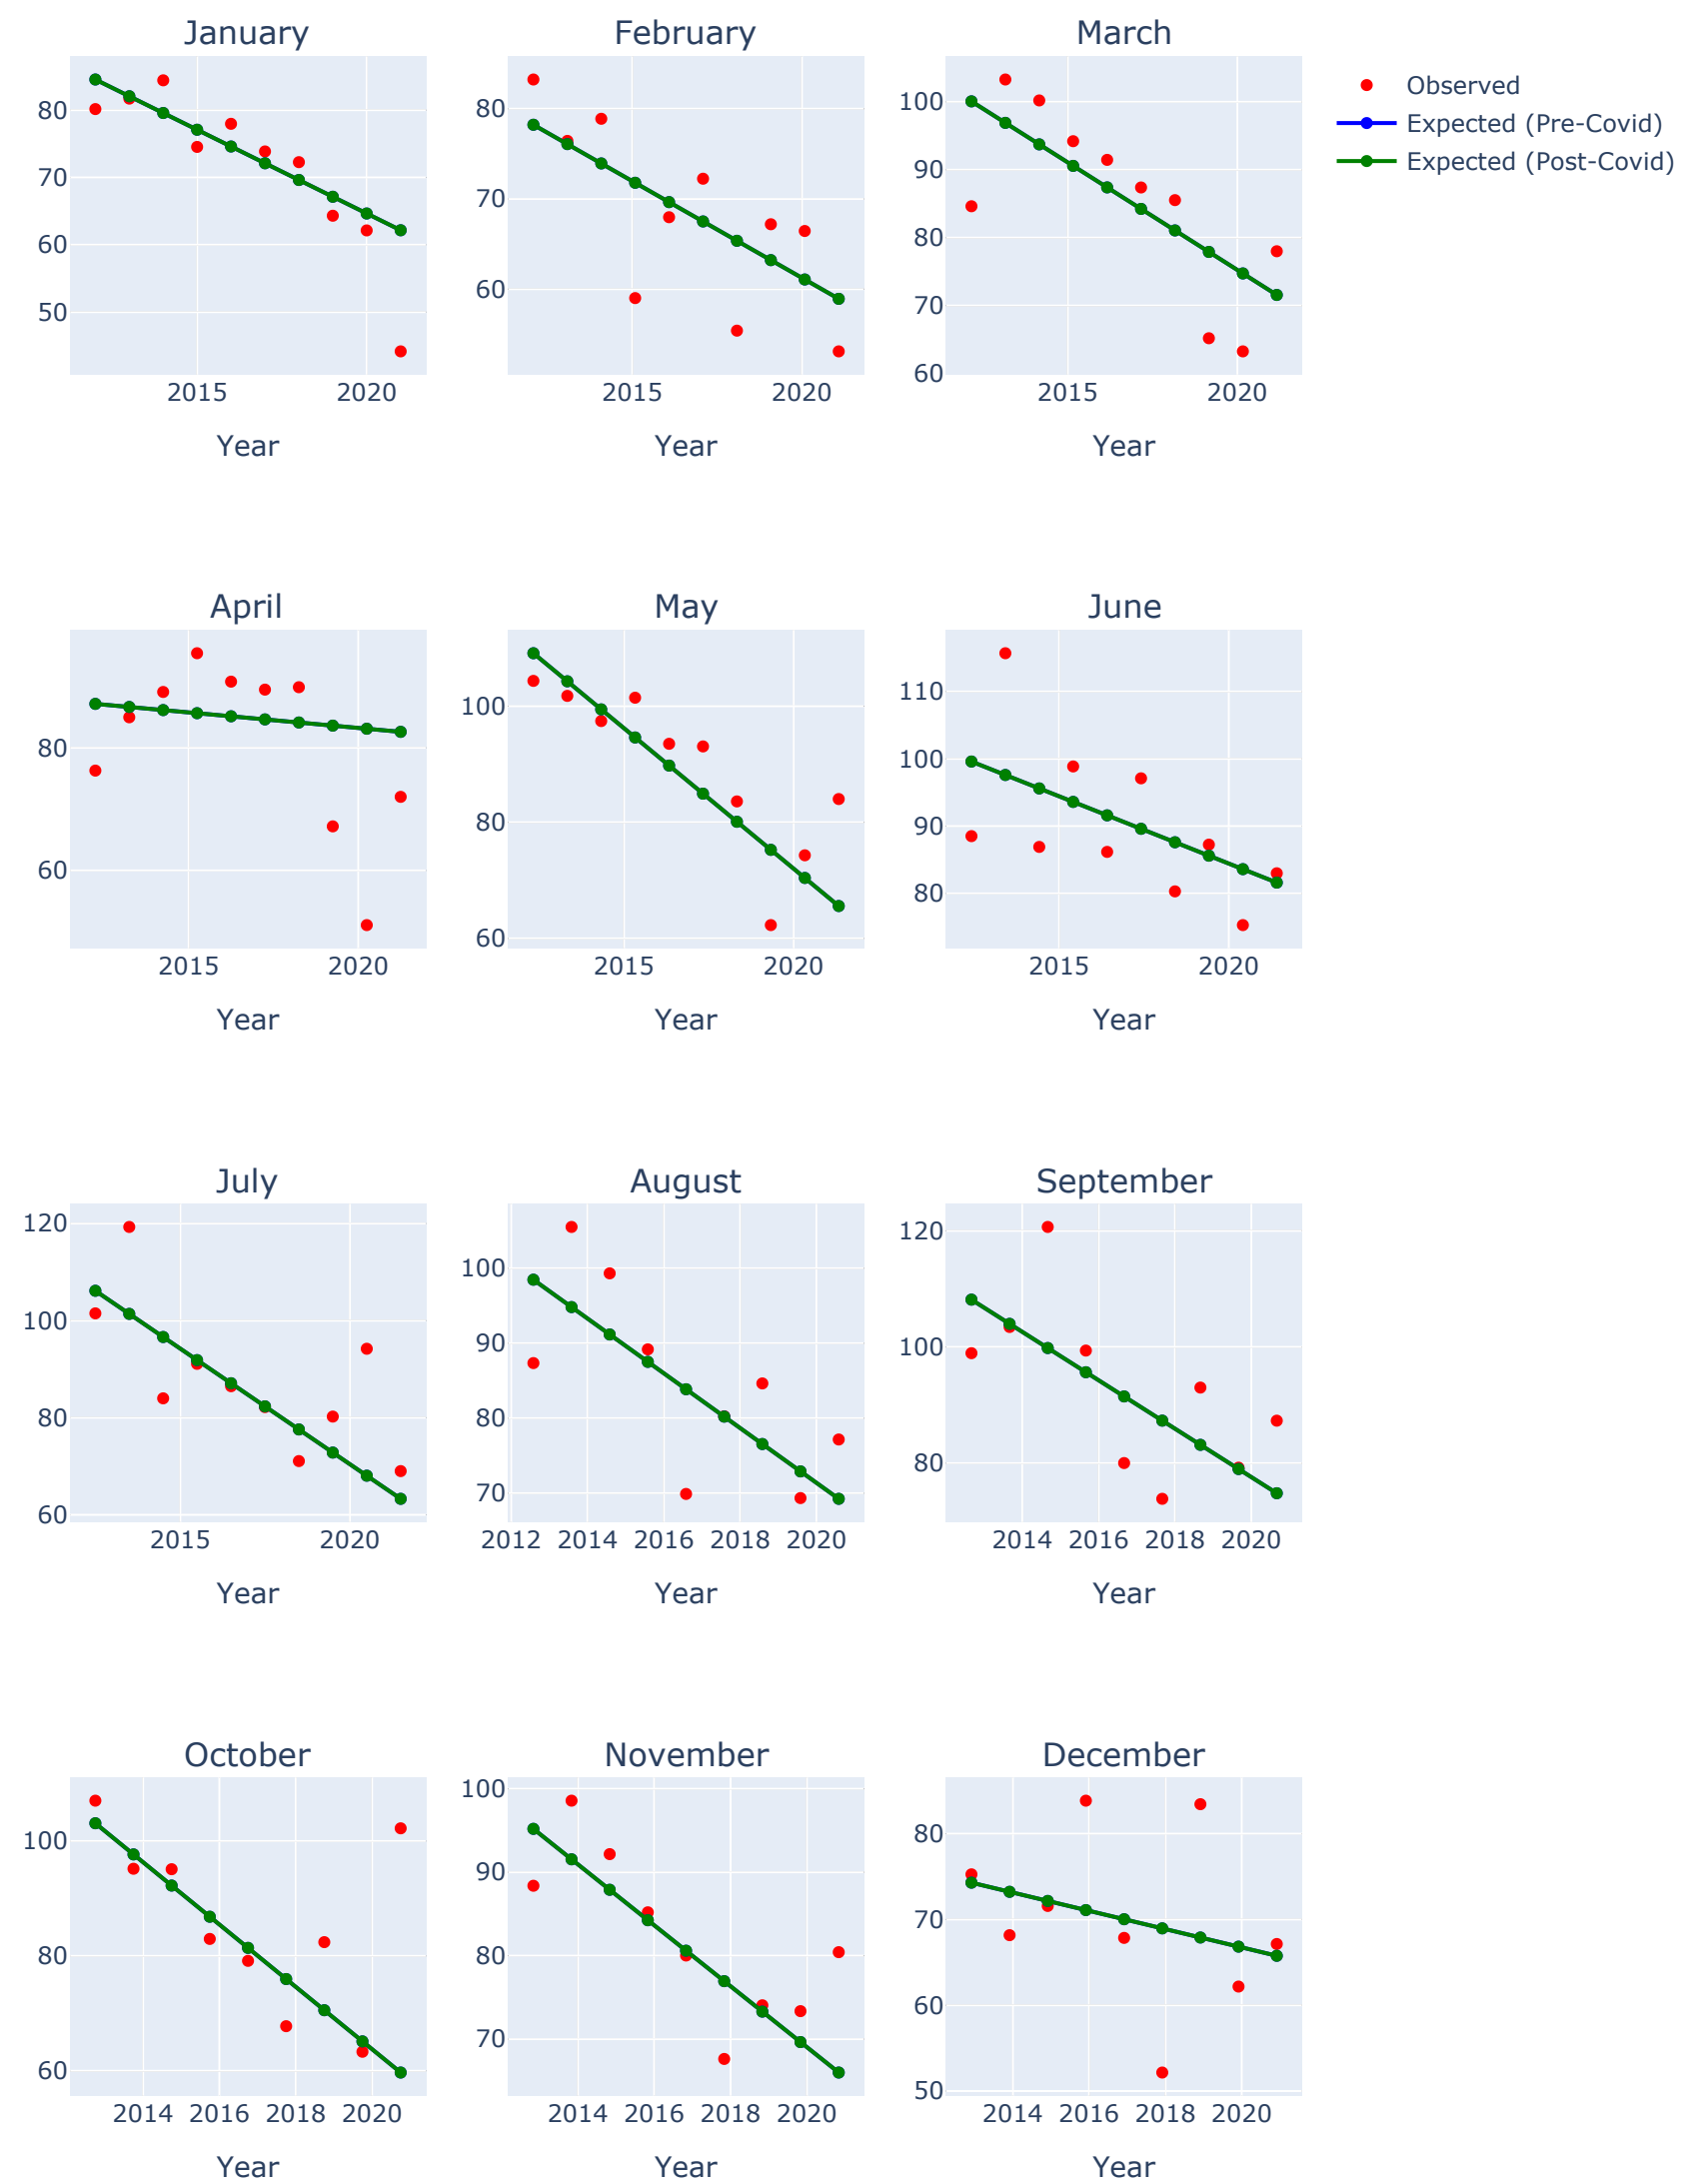 January
February
March
Observed
Expected (Pre-Covid)
Expected (Post-Covid)
80
70
60
50
2015
2020
Year
80
70
60
2015
2020
Year
100
90
80
70
60
2015
2020
Year
April
May
June
80
60
2015
2020
Year
100
80
60
2015
2020
Year
110
100
90
80
2015
2020
Year
July
August
September
120
100
80
60
2015
2020
Year
100
90
80
70
2012
2014
2016
2018
2020
Year
120
100
80
2014
2016
2018
2020
Year
October
November
December
100
80
60
2014
2016
2018
2020
Year
100
90
80
70
2014
2016
2018
2020
Year
80
70
60
50
2014
2016
2018
2020
Year